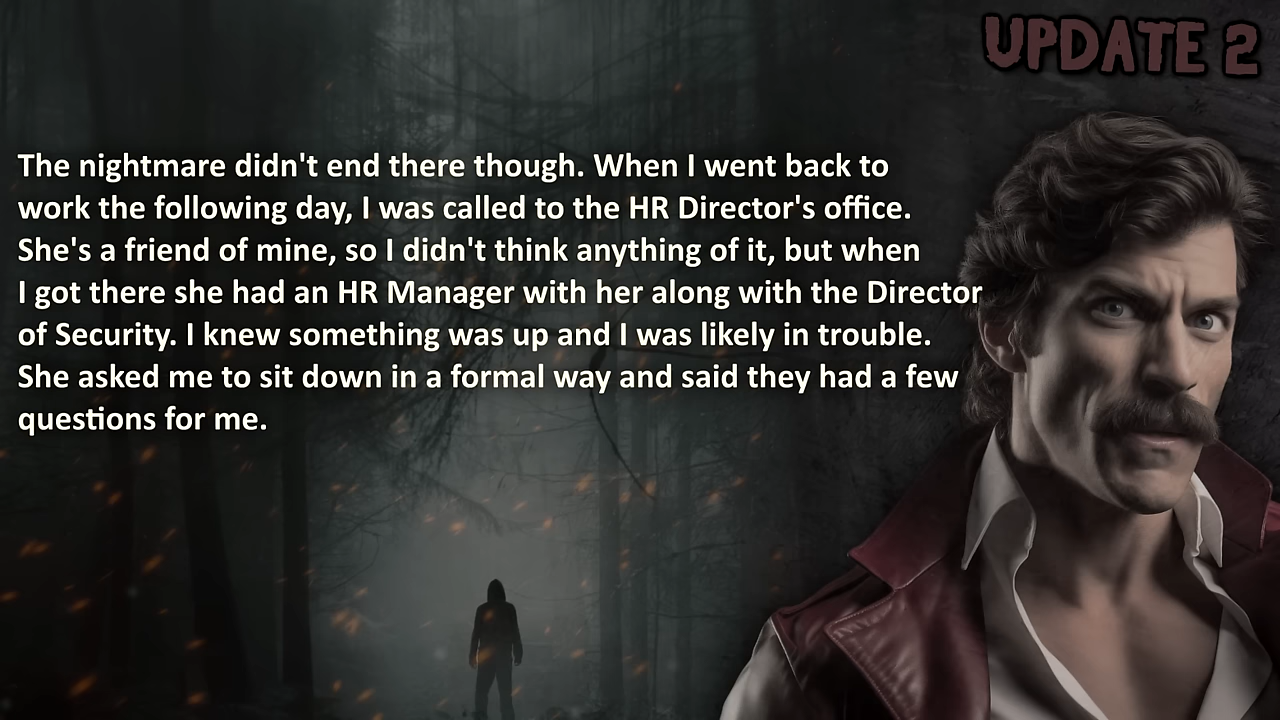 UPDATE 2
The nightmare didn't end there though. When I went back to
work the following day, I was called to the HR Director's office.
She's a friend of mine, so I didn't think anything of it, but when
I got there she had an HR Manager with her along with the Director
of Security. I knew something was up and I was likely in trouble.
She asked me to sit down in a formal way and said they had a few
questions for me.